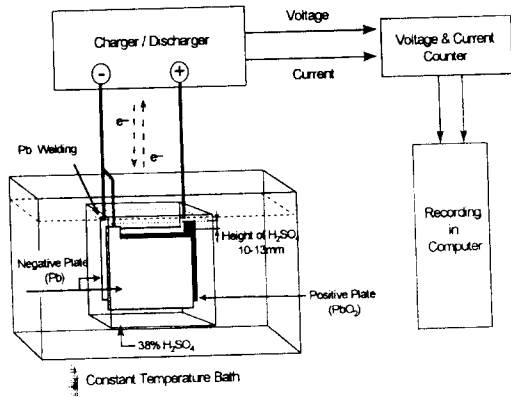 Voltage
Charger / Discharger
Voltage & Current
Counter
-
+
Current
e-
e-
Pb Welding
Height of H2SO4
10-13mm
Recording
in
Computer
Negative Plate
(Pb)
Positive Plate
(PbO2)
38% H2SO4
Constant Temperature Bath